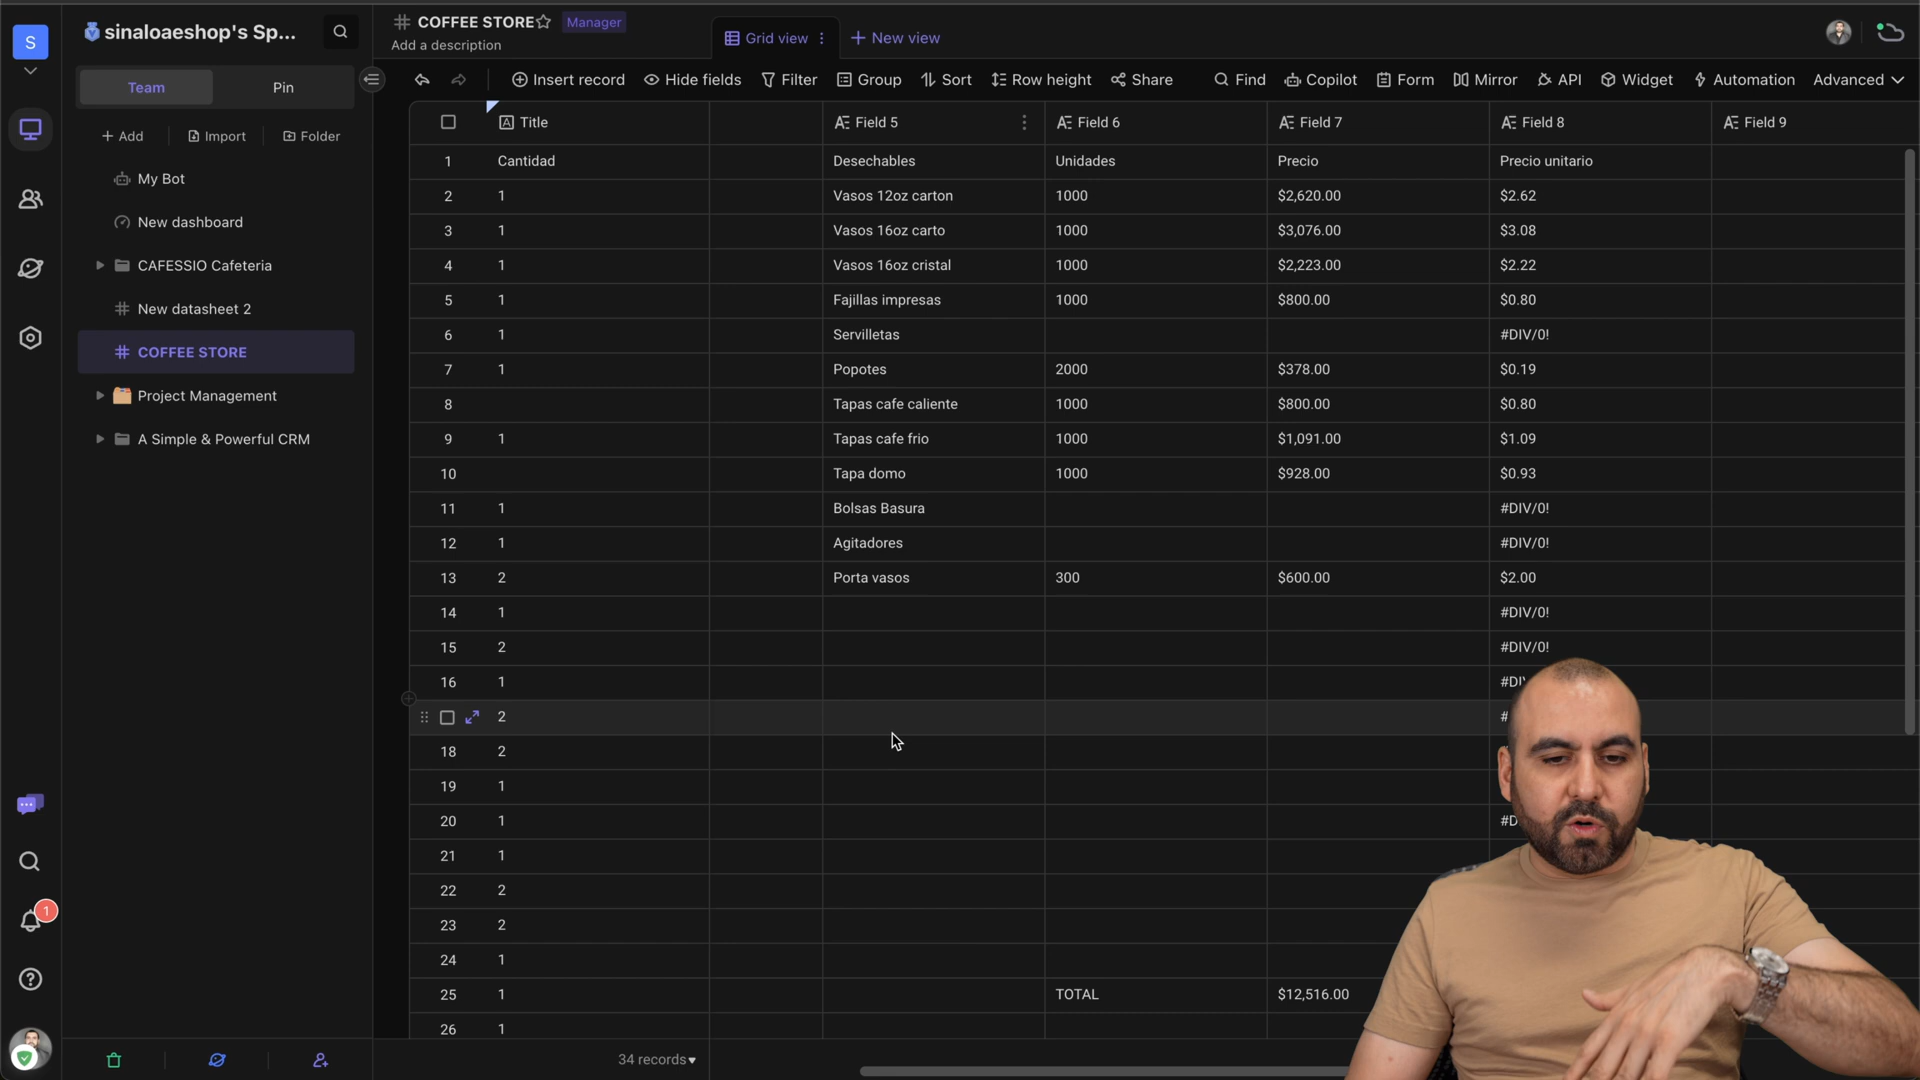 S
sinaloaeshop's Sp...
Team
Pin
+ Add
Import
Folder
My Bot
New dashboard
CAFESSIO Cafeteria
New datasheet 2
COFFEE STORE
Project Management
A Simple & Powerful CRM
1
COFFEE STORE
Manager
Add a description
Grid view
+ New view
Insert record
Hide fields
Filter
Group
Sort
Row height
Share
Find
Copilot
Form
Mirror
API
Widget
Automation
Advanced
Title Field 5 Field 6 Field 7 Field 8 Field 9
1 Cantidad Desechables Unidades Precio Precio unitario
2 1 Vasos 12oz carton 1000 $2,620.00 $2.62
3 1 Vasos 16oz carto 1000 $3,076.00 $3.08
4 1 Vasos 16oz cristal 1000 $2,223.00 $2.22
5 1 Fajillas impresas 1000 $800.00 $0.80
6 1 Servilletas #DIV/0!
7 1 Popotes 2000 $378.00 $0.19
8 Tapas cafe caliente 1000 $800.00 $0.80
9 1 Tapas cafe frio 1000 $1,091.00 $1.09
10 Tapa domo 1000 $928.00 $0.93
11 1 Bolsas Basura #DIV/0!
12 1 Agitadores #DIV/0!
13 2 Porta vasos 300 $600.00 $2.00
14 1 #DIV/0!
15 2 #DIV/0!
16 1 #DI
2 #
18 2
19 1
20 1 #D
21 1
22 2
23 2
24 1
25 1 TOTAL $12,516.00
26 1
34 records